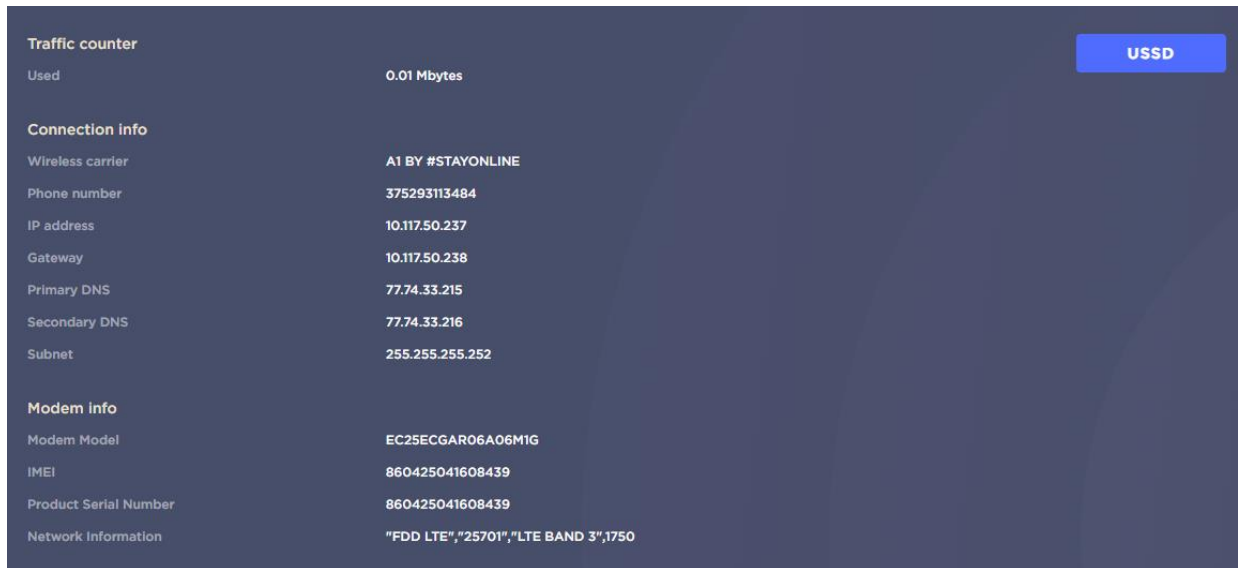 Traffic counter
USSD
Used 0.01 Mbytes
Connection info
Wireless carrier A1 BY #STAYONLINE
Phone number 375293113484
IP address 10.117.50.237
Gateway 10.117.50.238
Primary DNS 77.74.33.215
Secondary DNS 77.74.33.216
Subnet 255.255.255.252
Modem info
Modem Model EC25ECGAR06A06M1G
IMEI 860425041608439
Product Serial Number 860425041608439
Network Information "FDD LTE","25701","LTE BAND 3",1750